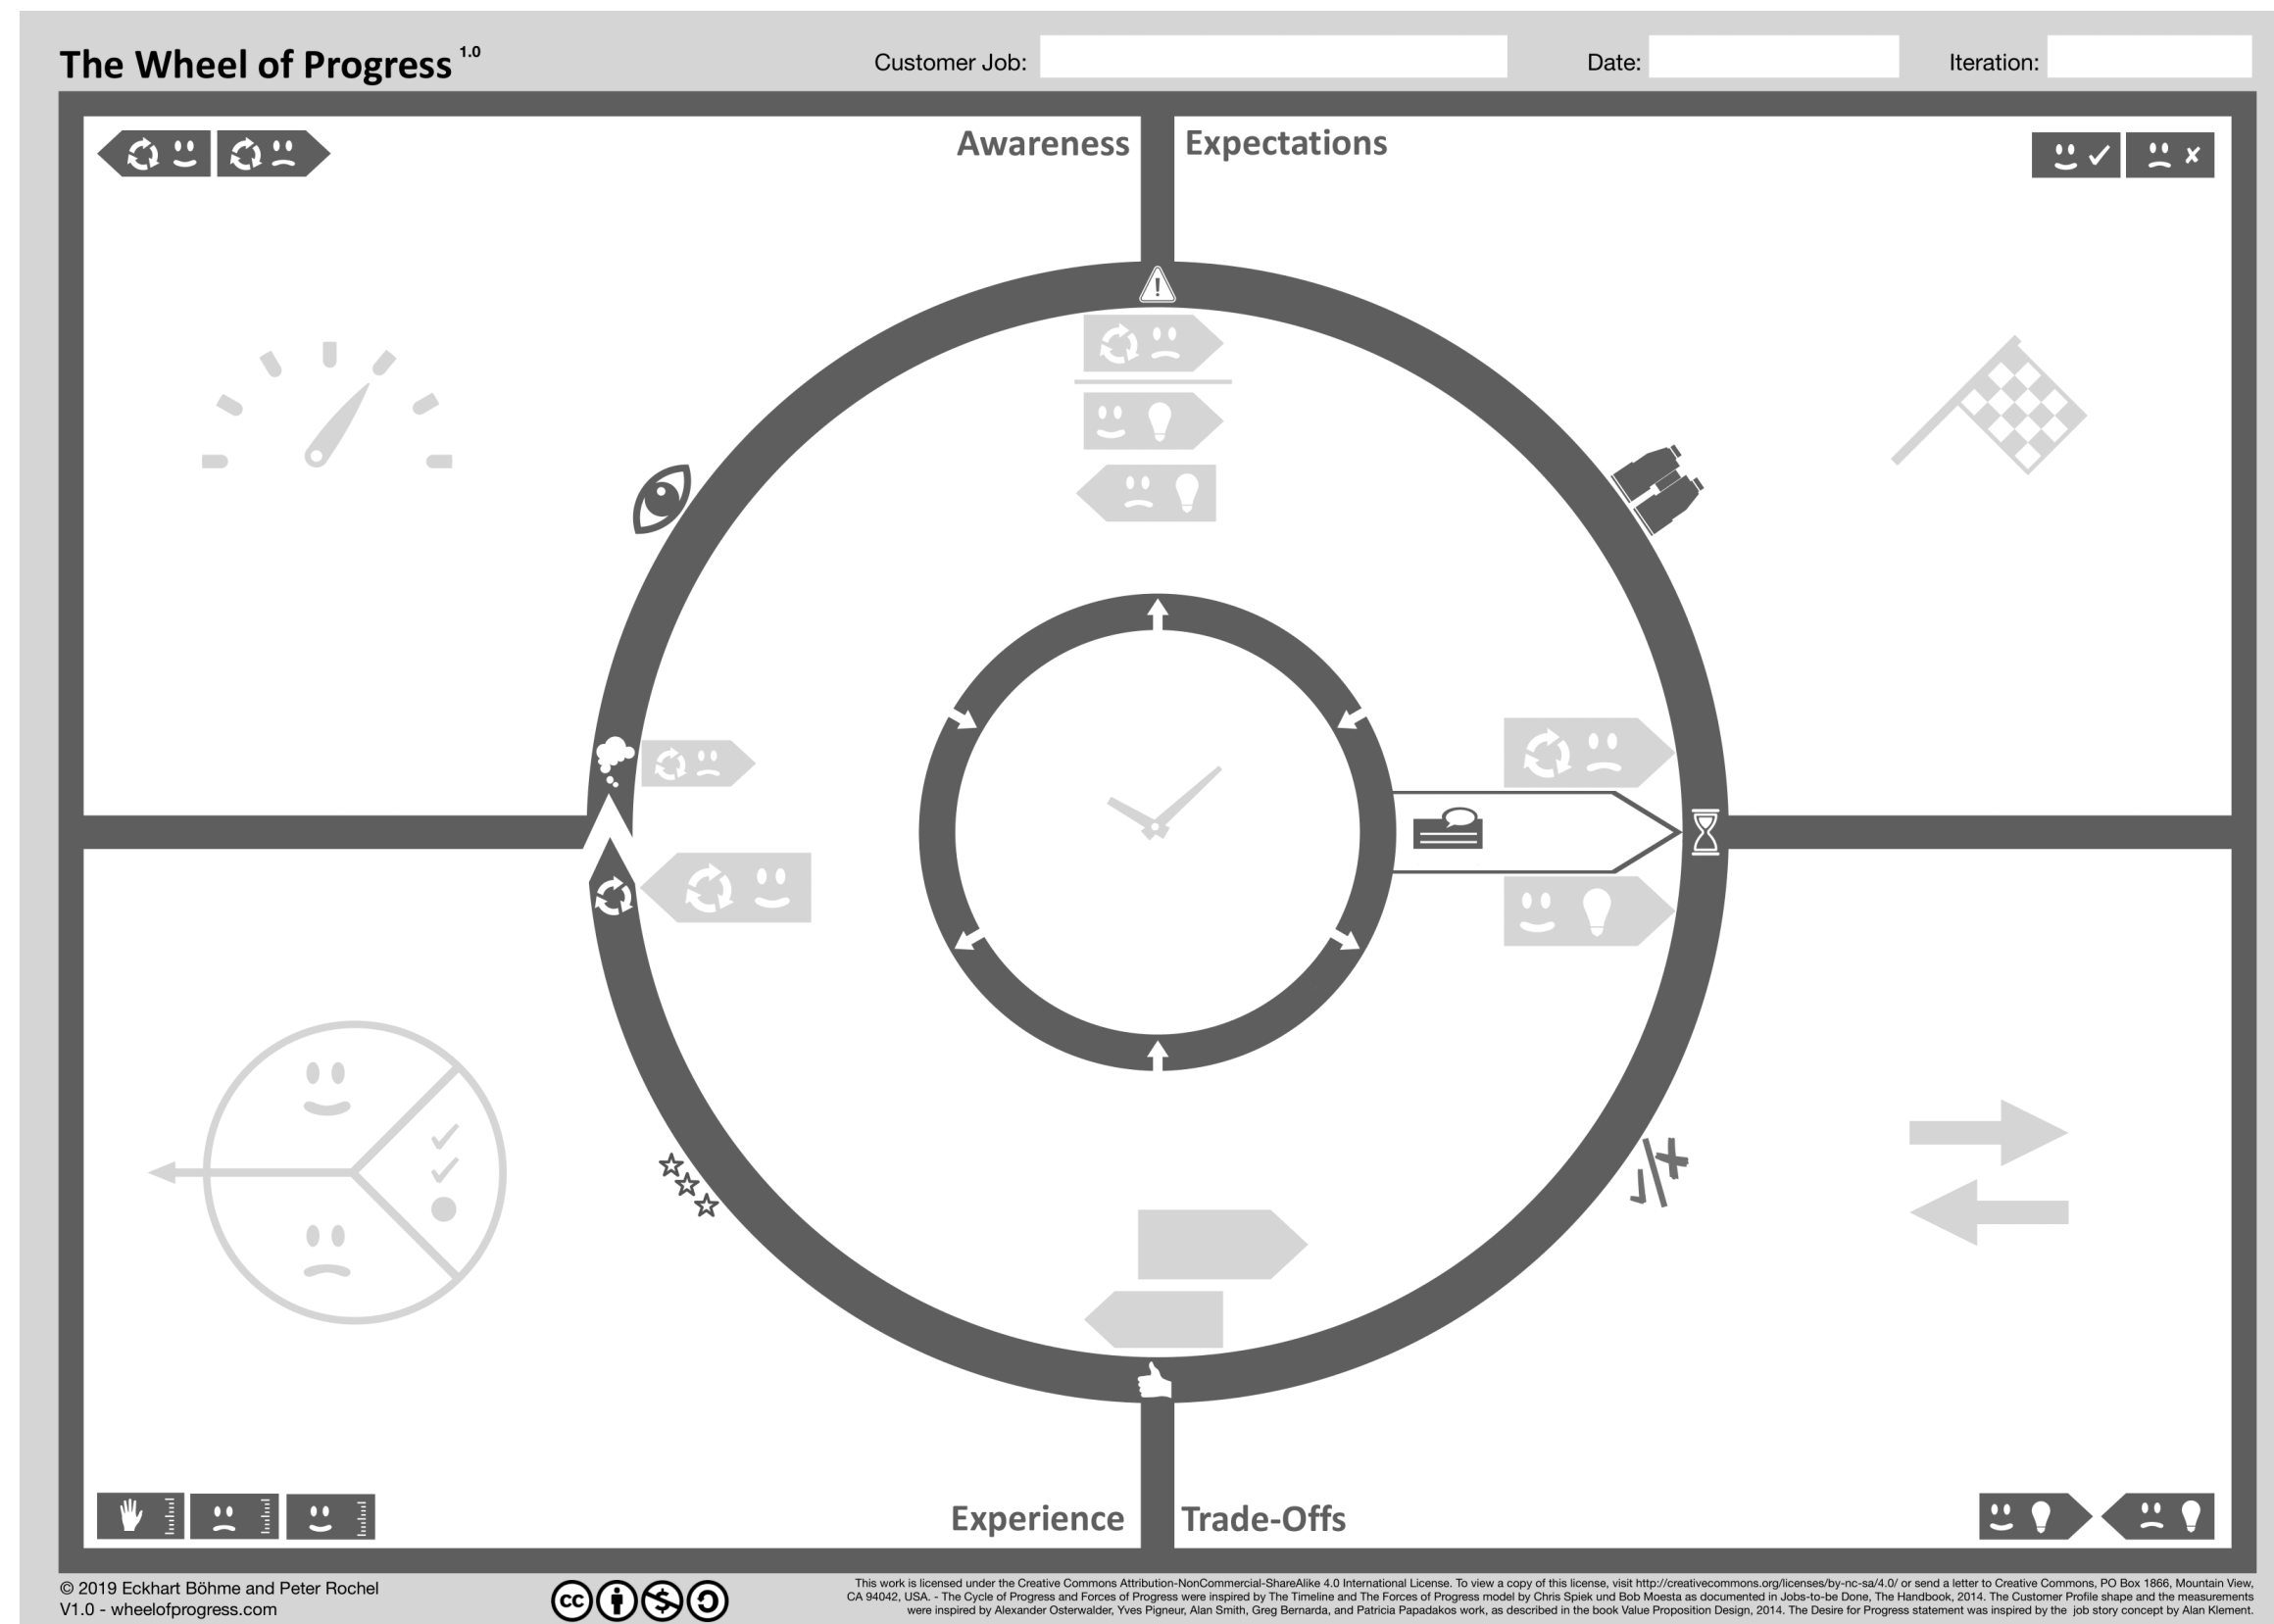 The Wheel of Progress 1.0
Customer Job:
Date:
Iteration:
Awareness
Expectations
Experience
Trade-Offs
© 2019 Eckhart Böhme and Peter Rochel
V1.0 - wheelofprogress.com
cc
This work is licensed under the Creative Commons Attribution-NonCommercial-ShareAlike 4.0 International License. To view a copy of this license, visit http://creativecommons.org/licenses/by-nc-sa/4.0/ or send a letter to Creative Commons, PO Box 1866, Mountain View,
CA 94042, USA. - The Cycle of Progress and Forces of Progress were inspired by The Timeline and The Forces of Progress model by Chris Spiek und Bob Moesta as documented in Jobs-to-be Done, The Handbook, 2014. The Customer Profile shape and the measurements
were inspired by Alexander Osterwalder, Yves Pigneur, Alan Smith, Greg Bernarda, and Patricia Papadakos work, as described in the book Value Proposition Design, 2014. The Desire for Progress statement was inspired by the job story concept by Alan Klement.